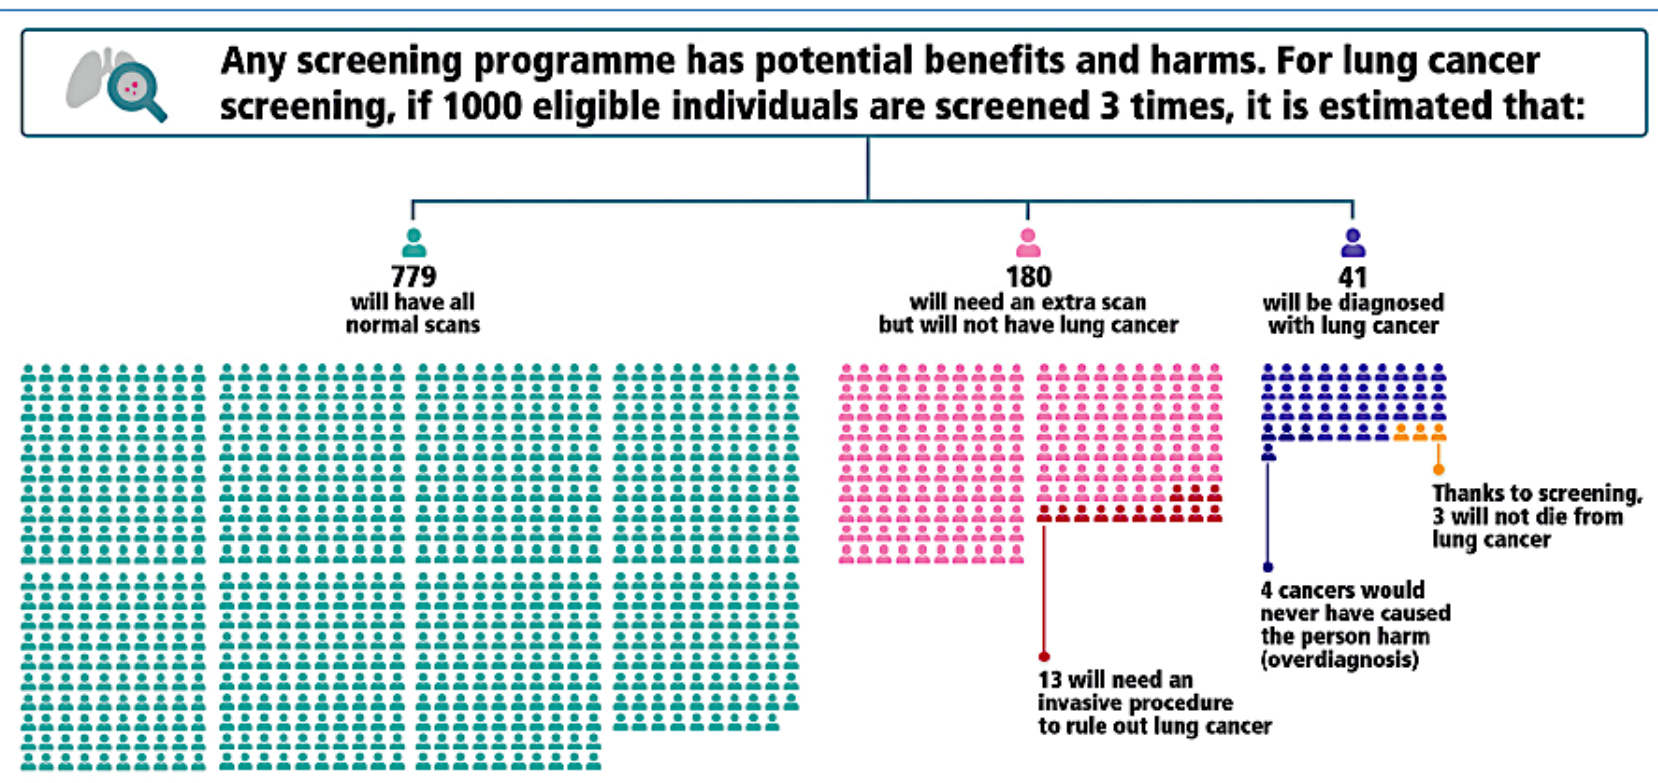 Any screening programme has potential benefits and harms. For lung cancer
screening, if 1000 eligible individuals are screened 3 times, it is estimated that:
779
will have all
normal scans
180
will need an extra scan
but will not have lung cancer
41
will be diagnosed
with lung cancer
Thanks to screening,
3 will not die from
lung cancer
4 cancers would
never have caused
the person harm
(overdiagnosis)
13 will need an
invasive procedure
to rule out lung cancer